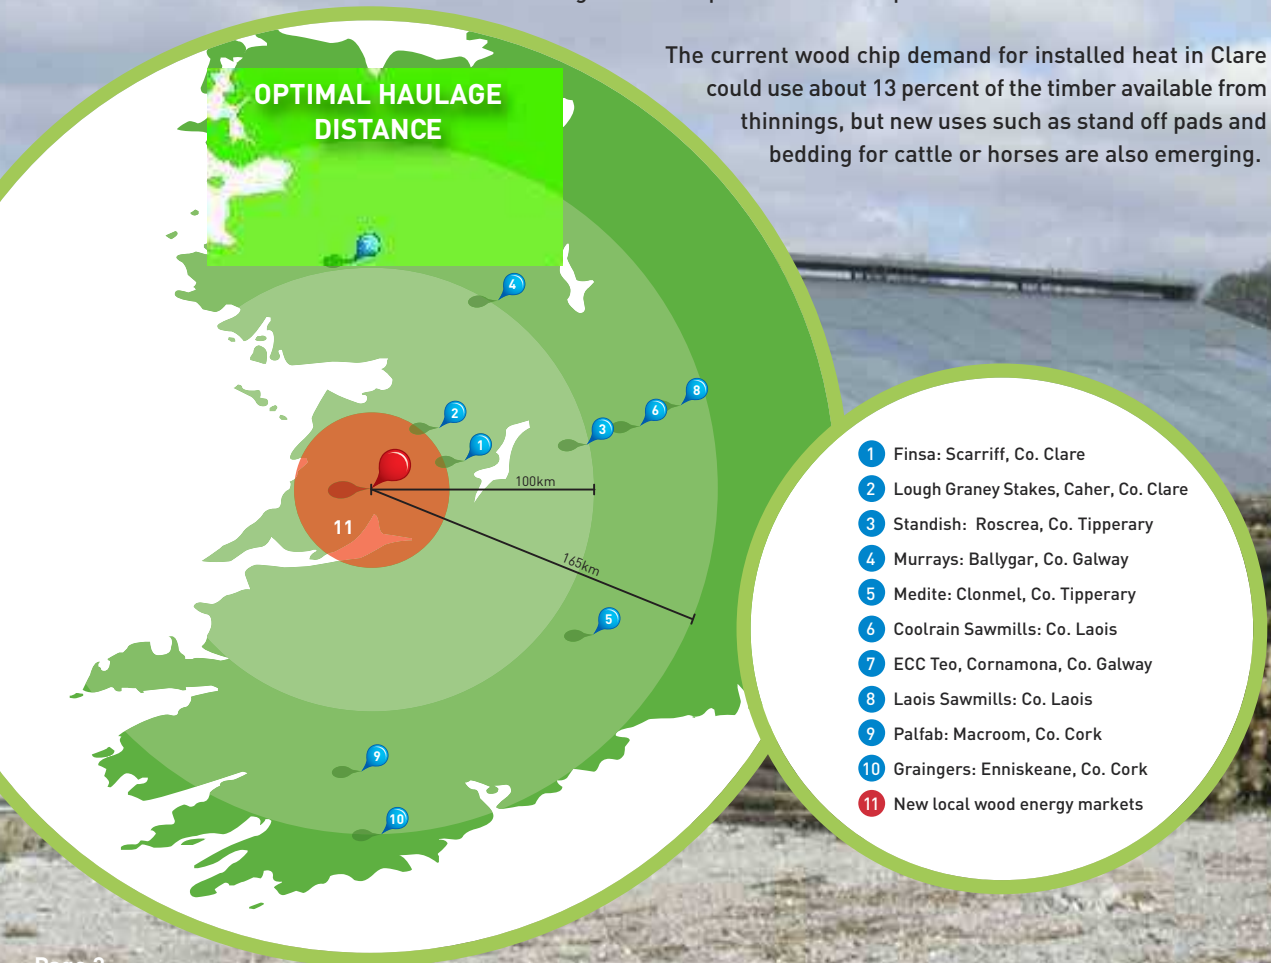 The current wood chip demand for installed heat in Clare
could use about 13 percent of the timber available from
thinnings, but new uses such as stand off pads and
bedding for cattle or horses are also emerging.
OPTIMAL HAULAGE
DISTANCE
7
4
8
2
6
3
1
100km
11
165km
5
9
10
1 Finsa: Scarriff, Co. Clare
2 Lough Graney Stakes, Caher, Co. Clare
3 Standish: Roscrea, Co. Tipperary
4 Murrays: Ballygar, Co. Galway
5 Medite: Clonmel, Co. Tipperary
6 Coolrain Sawmills: Co. Laois
7 ECC Teo, Cornamona, Co. Galway
8 Laois Sawmills: Co. Laois
9 Palfab: Macroom, Co. Cork
10 Graingers: Enniskeane, Co. Cork
11 New local wood energy markets